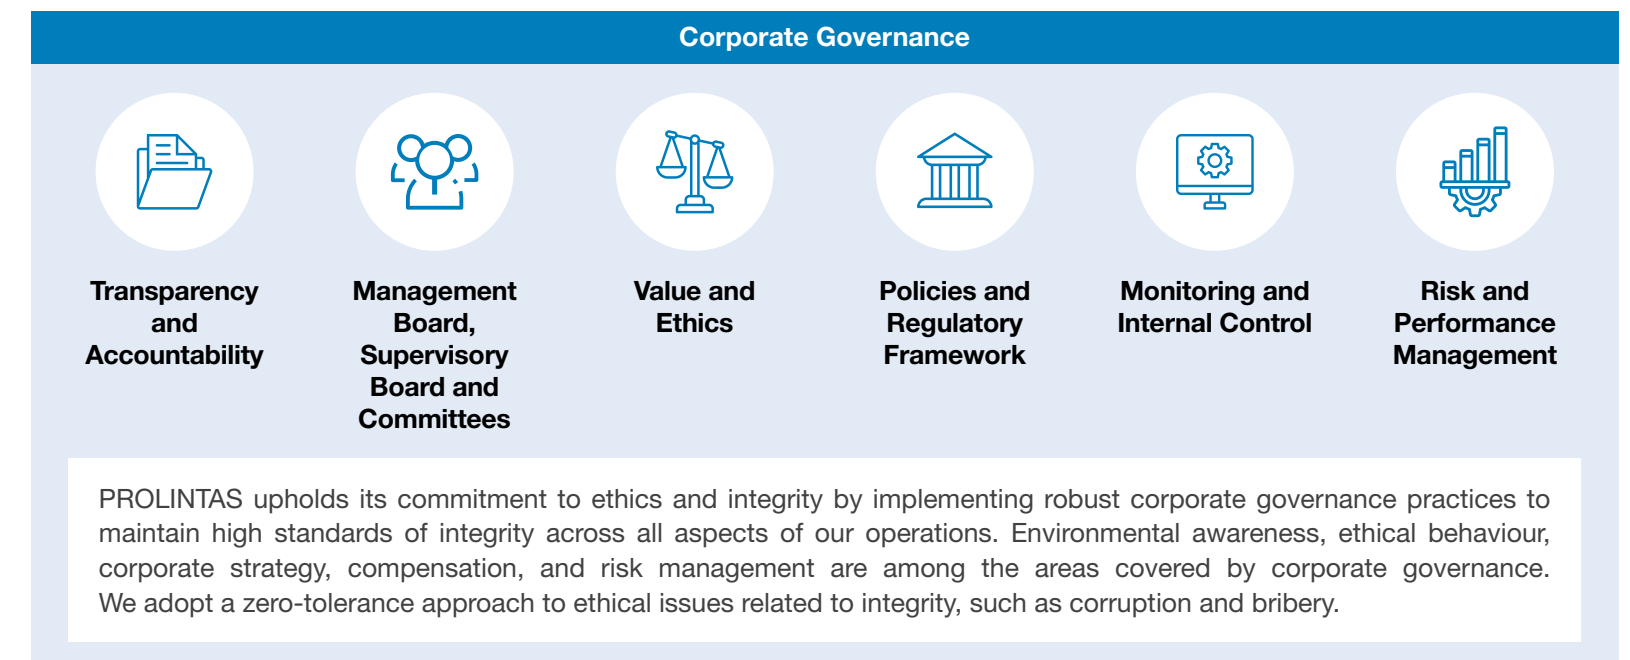 Corporate Governance
Transparency
and
Accountability
Management
Board,
Supervisory
Board and
Committees
Value and
Ethics
Policies and
Regulatory
Framework
Monitoring and
Internal Control
Risk and
Performance
Management
PROLINTAS upholds its commitment to ethics and integrity by implementing robust corporate governance practices to
maintain high standards of integrity across all aspects of our operations. Environmental awareness, ethical behaviour,
corporate strategy, compensation, and risk management are among the areas covered by corporate governance.
We adopt a zero-tolerance approach to ethical issues related to integrity, such as corruption and bribery.